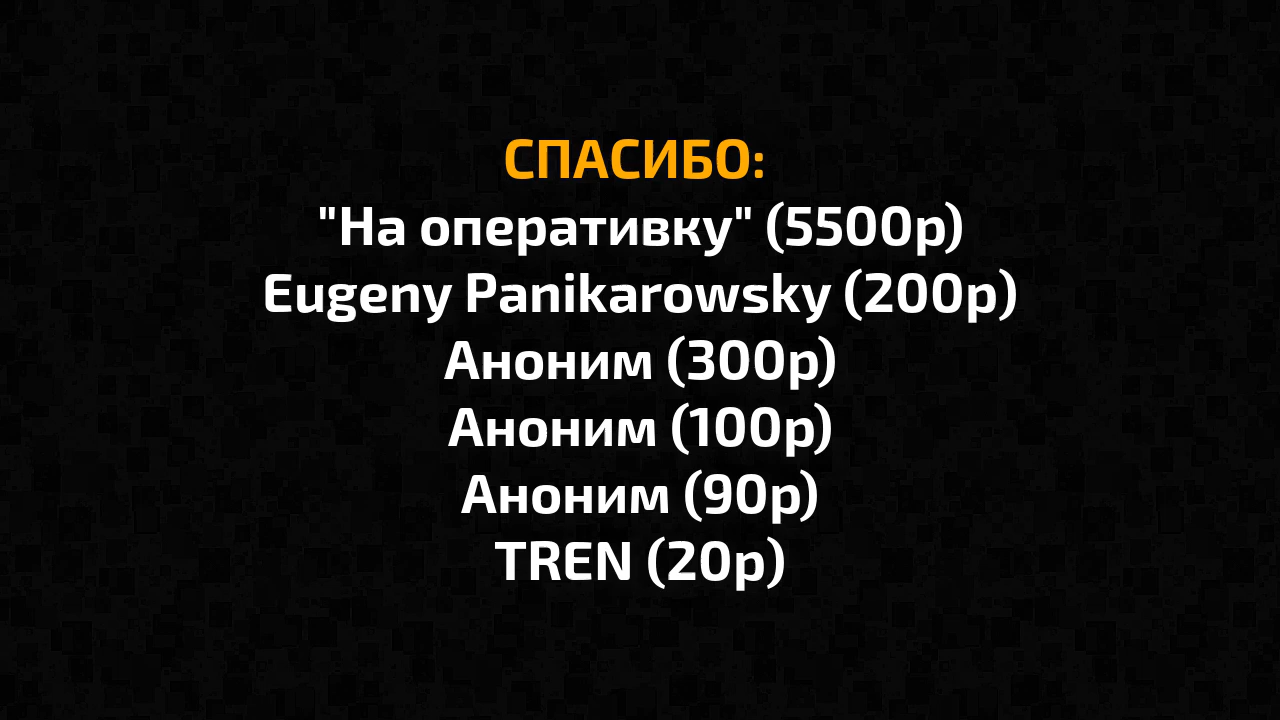 СПАСИБО:
"На оперативку" (5500р)
Eugeny Panikarowsky (200р)
Аноним (300р)
Аноним (100р)
Аноним (90р)
TREN (20р)